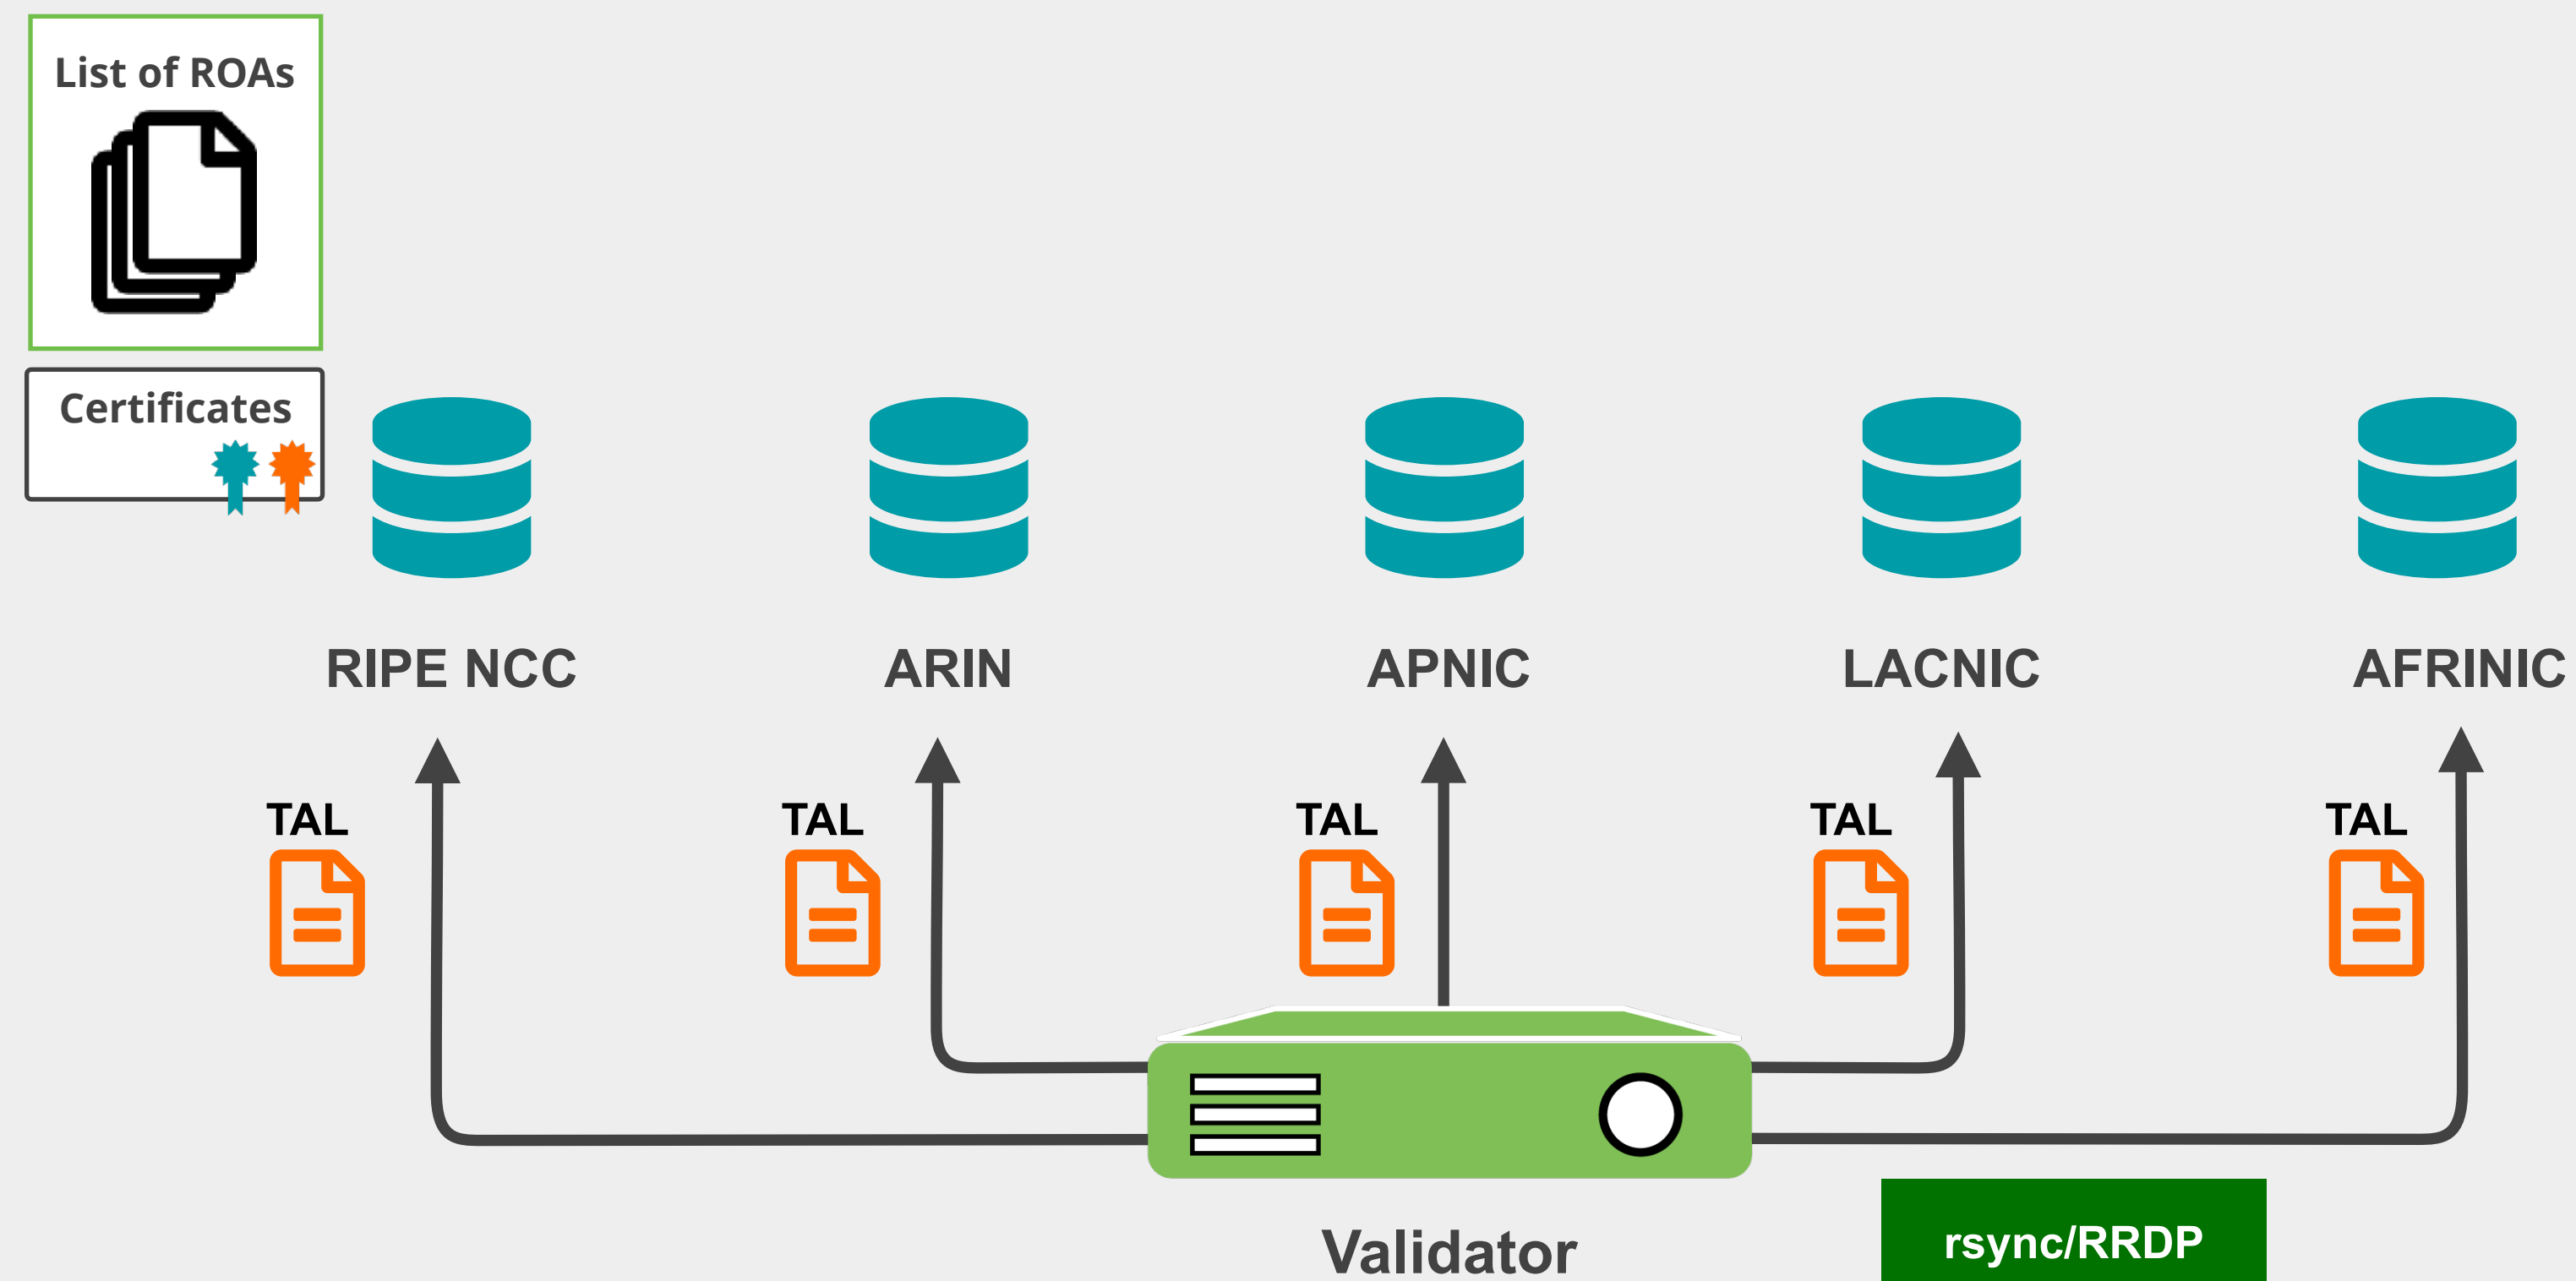 List of ROAs
Certificates
RIPE NCC
ARIN
APNIC
LACNIC
AFRINIC
TAL
TAL
TAL
TAL
TAL
Validator
rsync/RRDP